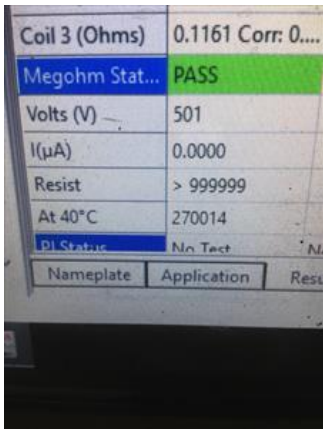 Coil 3 (Ohms) 0.1161 Corr: 0....
Megohm Stat... PASS
Volts (V) 501
I(µA) 0.0000
Resist > 999999
At 40°C 270014
PI Status No Test
Nameplate Application Resu